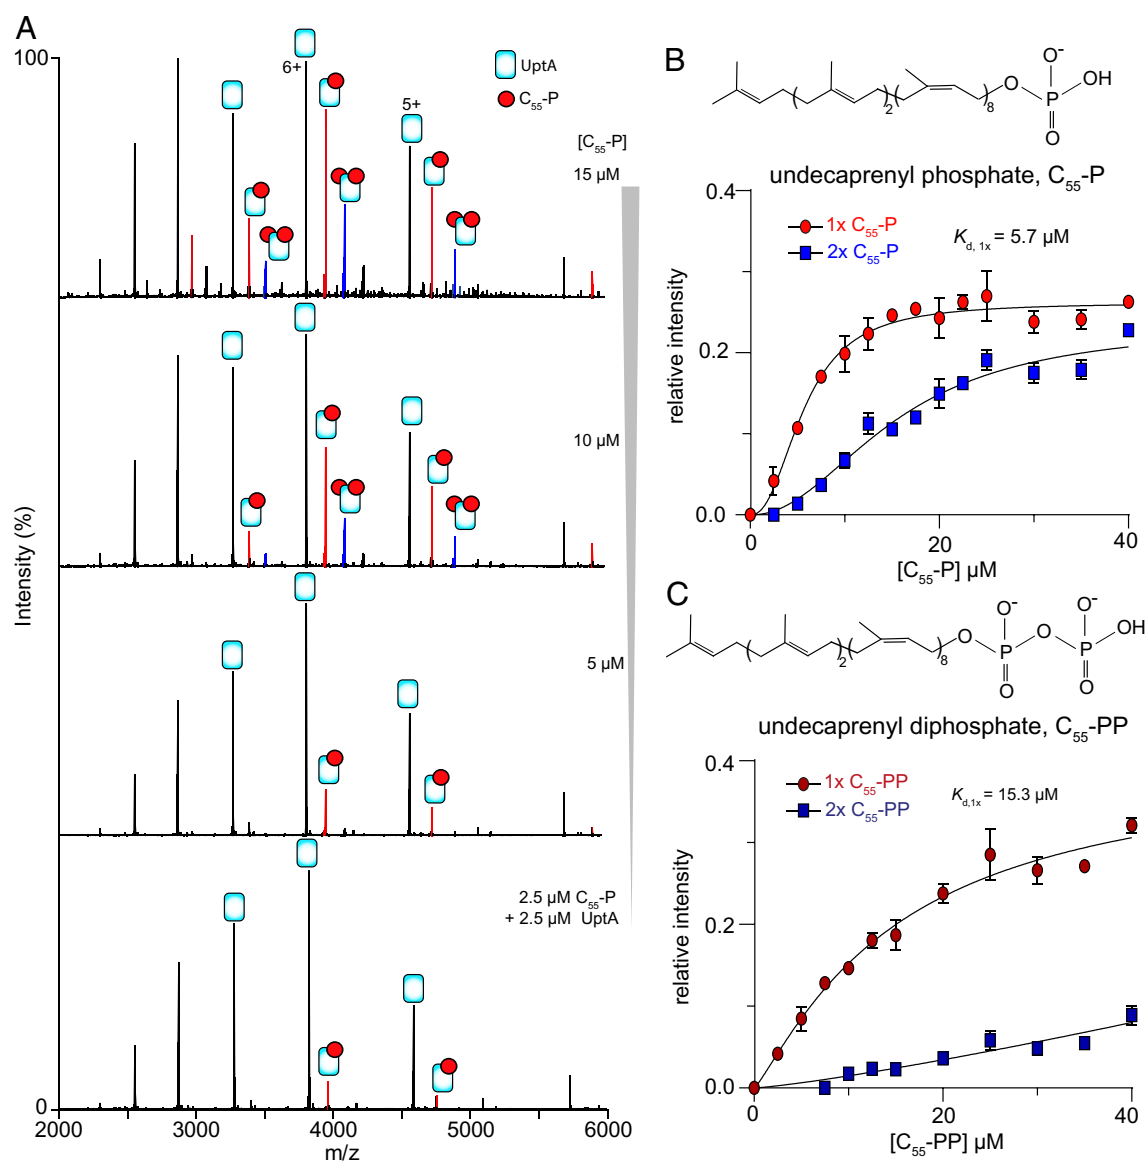 A
100
6+
5+
UptA
C₅₅-P
[C₅₅-P]
15 µM
10 µM
5 µM
2.5 µM C₅₅-P
+ 2.5 µM UptA
Intensity (%)
0
2000 3000 4000 5000 6000
m/z
B
O⁻
O P OH
O
2 8
undecaprenyl phosphate, C₅₅-P
0.4
1x C₅₅-P
2x C₅₅-P
Kd, 1x = 5.7 µM
relative intensity
0.2
0.0
0 20 40
[C₅₅-P] µM
C
O⁻ O⁻
O P O P OH
O O
2 8
undecaprenyl diphosphate, C₅₅-PP
0.4
1x C₅₅-PP
2x C₅₅-PP
Kd,1x = 15.3 µM
relative intensity
0.2
0.0
0 20 40
[C₅₅-PP] µM